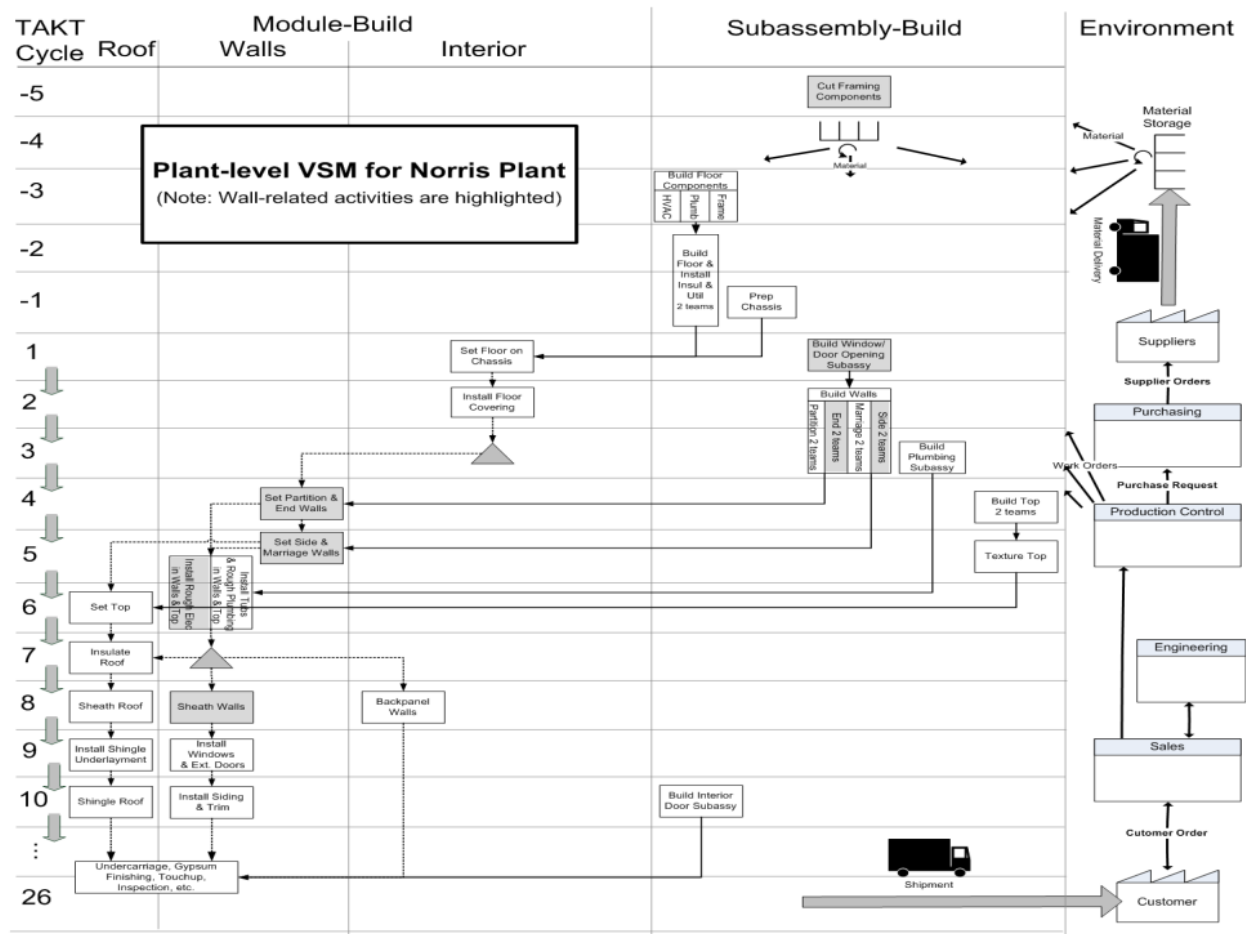 TAKT
Cycle
Module-Build
Roof
Walls
Interior
Subassembly-Build
Environment
-5
-4
-3
-2
-1
1
2
3
4
5
6
7
8
9
10
...
26
Plant-level VSM for Norris Plant
(Note: Wall-related activities are highlighted)
Cut Framing
Components
Material
Build Floor
Components
HVAC
Plumb
Frame
Build
Floor &
Install
Insul &
Util
2 teams
Prep
Chassis
Set Floor on
Chassis
Install Floor
Covering
Build Window/
Door Opening
Subassy
Build Walls
Partition 2 teams
End 2 teams
Marriage 2 teams
Side 2 teams
Build
Plumbing
Subassy
Set Partition &
End Walls
Set Side &
Marriage Walls
Build Top
2 teams
Texture Top
Install Rough Elec
in Walls & Top
Install Tubs
& Rough Plumbing
in Walls & Top
Set Top
Insulate
Roof
Sheath Roof
Sheath Walls
Backpanel
Walls
Install Shingle
Underlayment
Install
Windows
& Ext. Doors
Shingle Roof
Install Siding
& Trim
Build Interior
Door Subassy
Undercarriage, Gypsum
Finishing, Touchup,
Inspection, etc.
Shipment
Material
Storage
Material
Material Delivery
Suppliers
Supplier Orders
Purchasing
Work Orders
Purchase Request
Production Control
Engineering
Sales
Cutomer Order
Customer